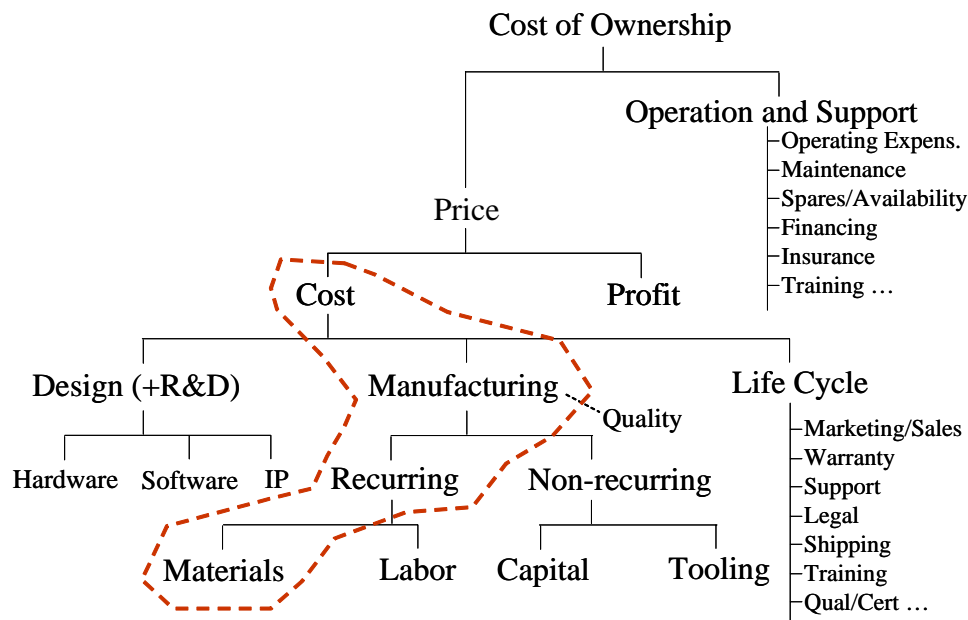 Cost of Ownership
Operation and Support
Operating Expens.
Maintenance
Spares/Availability
Financing
Insurance
Training …
Price
Cost
Profit
Design (+R&D)
Manufacturing
Life Cycle
Quality
Marketing/Sales
Warranty
Support
Legal
Shipping
Training
Qual/Cert …
Hardware
Software
IP
Recurring
Non-recurring
Materials
Labor
Capital
Tooling